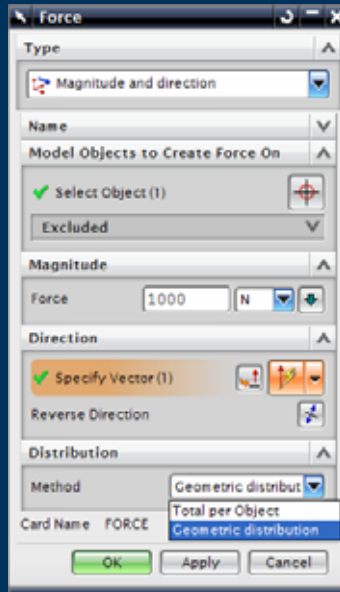 Force
Type
Magnitude and direction
Name
Model Objects to Create Force On
Select Object (1)
Excluded
Magnitude
Force 1000 N
Direction
Specify Vector (1)
Reverse Direction
Distribution
Method Geometric distribut
Total per Object
Card Name FORCE Geometric distribution
OK Apply Cancel